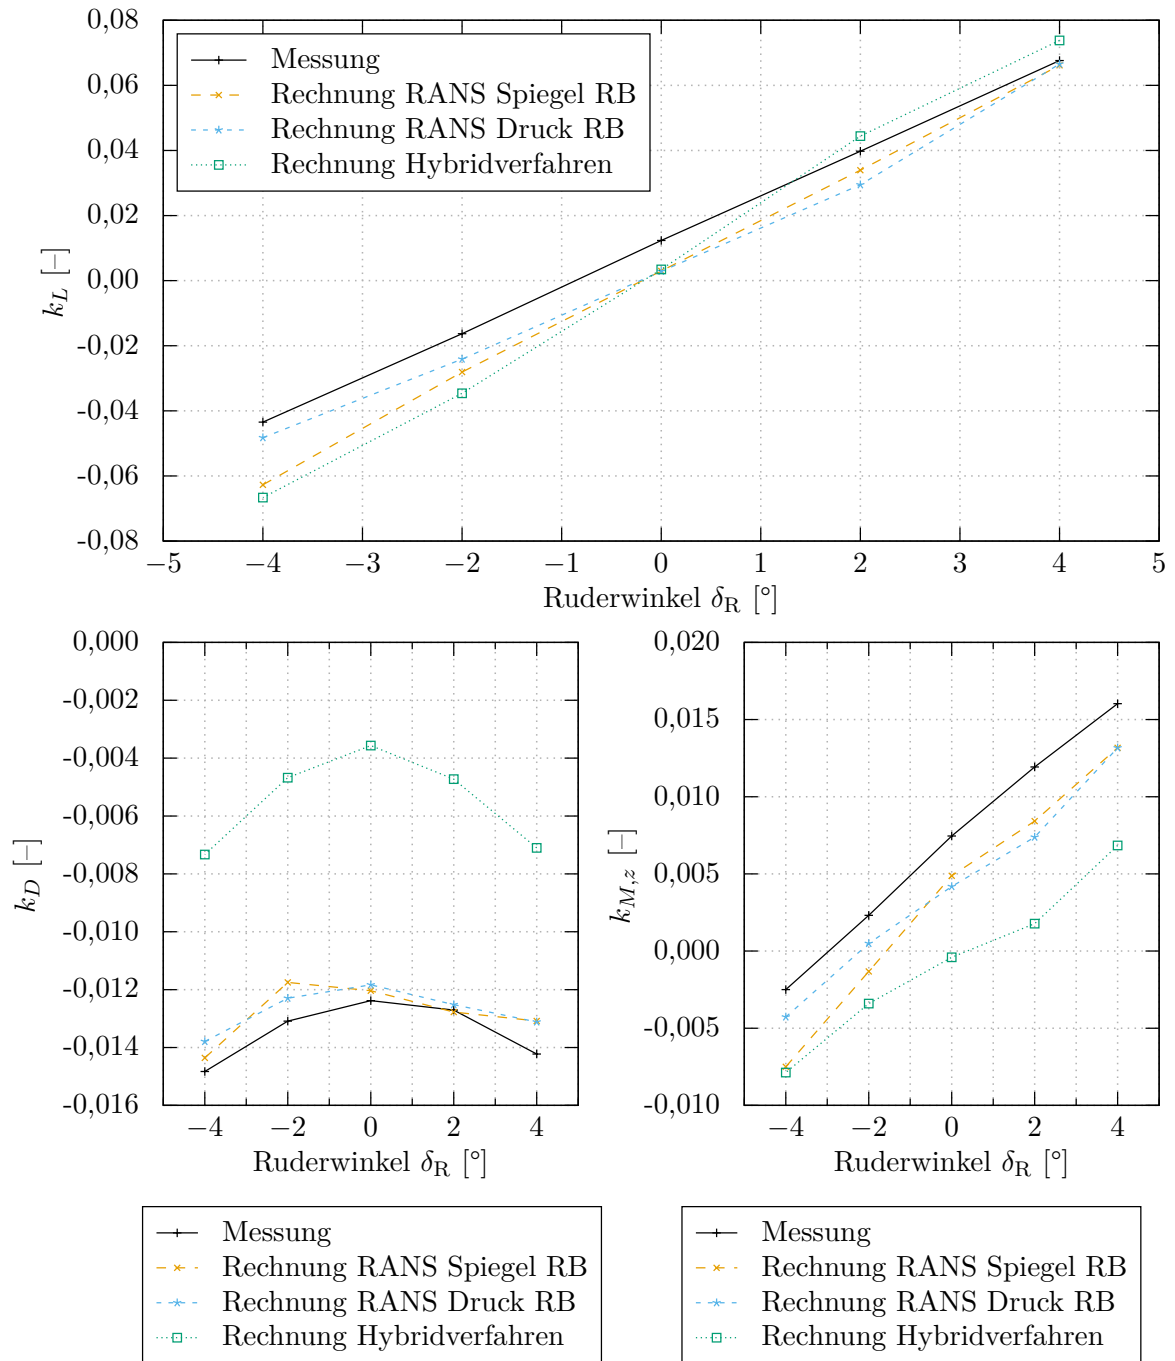 0,08
0,06
0,04
0,02
0,00
-0,02
-0,04
-0,06
-0,08
k_L [−]
Messung
Rechnung RANS Spiegel RB
Rechnung RANS Druck RB
Rechnung Hybridverfahren
−5 −4 −3 −2 −1 0 1 2 3 4 5
Ruderwinkel δ_R [°]
0,000
-0,002
-0,004
-0,006
-0,008
-0,010
-0,012
-0,014
-0,016
k_D [−]
−4 −2 0 2 4
Ruderwinkel δ_R [°]
0,020
0,015
0,010
0,005
0,000
-0,005
-0,010
k_{M,z} [−]
−4 −2 0 2 4
Ruderwinkel δ_R [°]
Messung
Rechnung RANS Spiegel RB
Rechnung RANS Druck RB
Rechnung Hybridverfahren
Messung
Rechnung RANS Spiegel RB
Rechnung RANS Druck RB
Rechnung Hybridverfahren